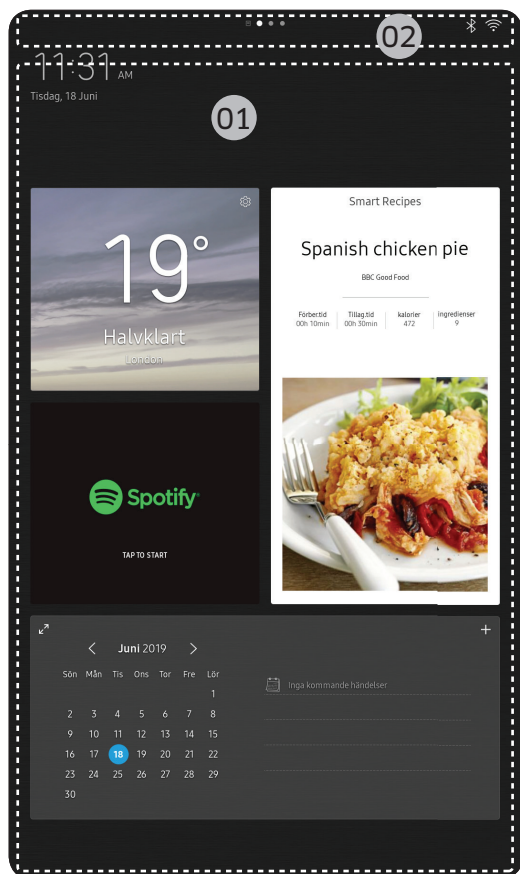 02
11:31 AM
Tisdag, 18 Juni
01
19°
Halvklart
London
Smart Recipes
Spanish chicken pie
BBC Good Food
Förber.tid Tillag.tid kalorier ingredienser
00h 10min 00h 30min 472 9
Spotify®
TAP TO START
Juni 2019
Sön Mån Tis Ons Tor Fre Lör
1
2 3 4 5 6 7 8
9 10 11 12 13 14 15
16 17 18 19 20 21 22
23 24 25 26 27 28 29
30
Inga kommande händelser